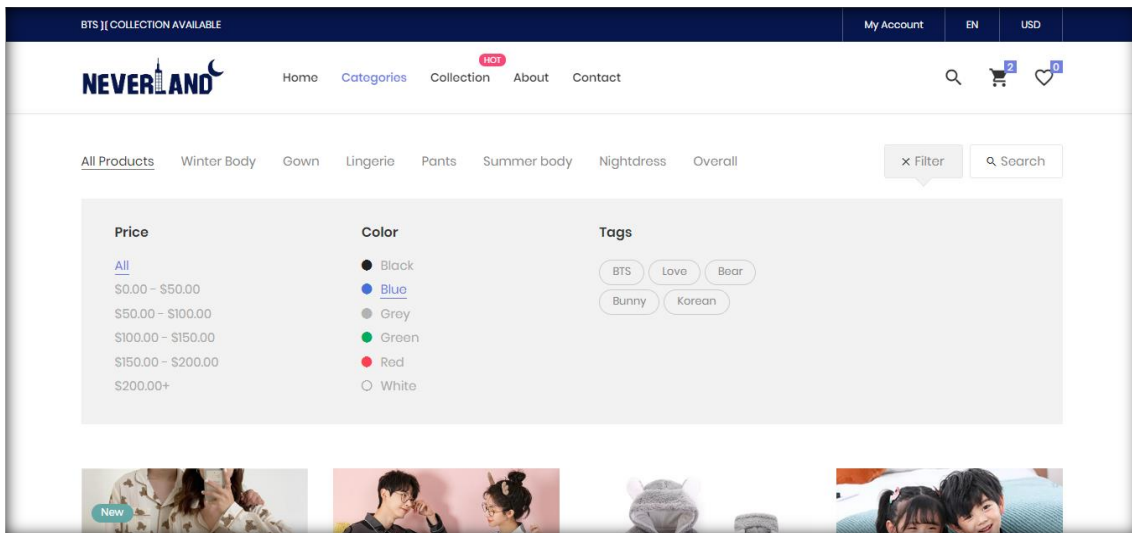 BTS ][ COLLECTION AVAILABLE My Account EN USD
NEVERLAND Home Categories Collection HOT About Contact 2 0
All Products Winter Body Gown Lingerie Pants Summer body Nightdress Overall × Filter Search
Price Color Tags
All Black BTS Love Bear
$0.00 - $50.00 Blue
$50.00 - $100.00 Grey Bunny Korean
$100.00 - $150.00 Green
$150.00 - $200.00 Red
$200.00+ White
New